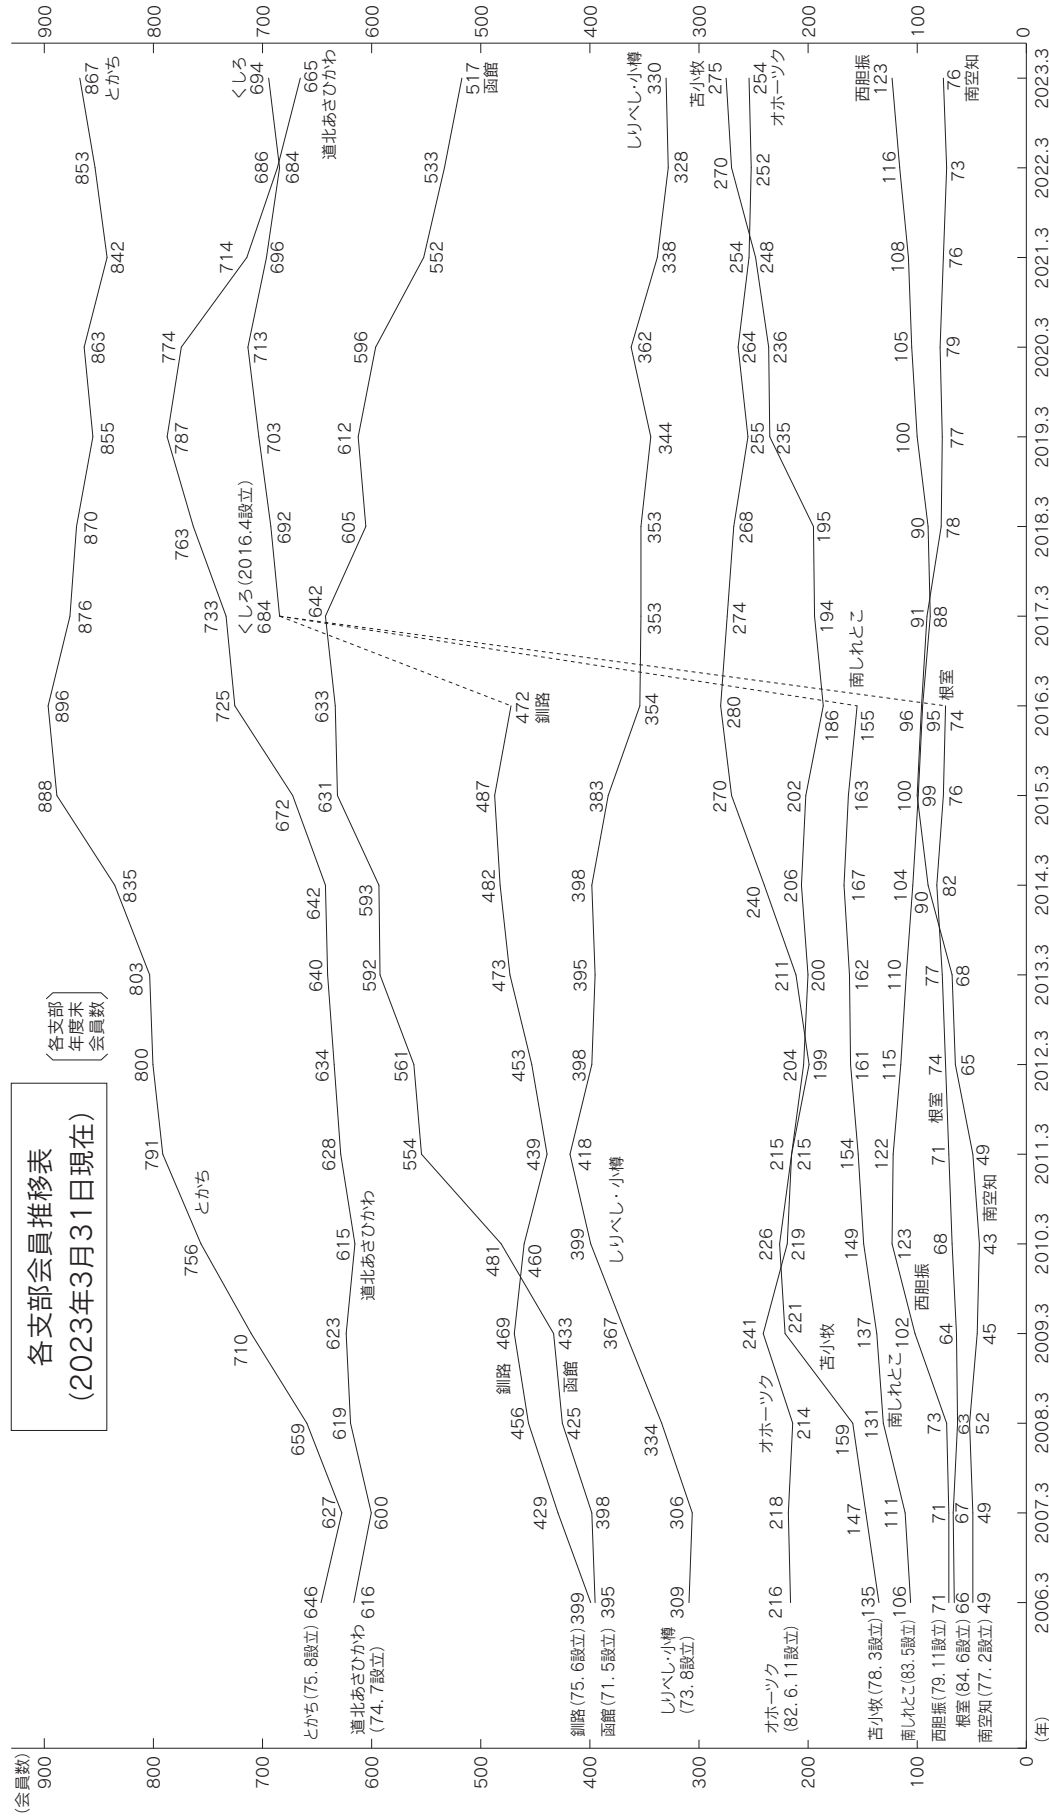 各支部会員推移表
(2023年3月31日現在)
各支部
年度末
会員数
(会員数)
900
800
700
600
500
400
300
200
100
0
900
800
700
600
500
400
300
200
100
0
とかち(75.8設立) 646 627 659 710 756 791 800 803 835 888 896 876 870 855 863 842 853 867
とかち
とかち
道北あさひかわ
(74.7設立)
616 600 619 623 615 628 634 640 642 672 725 733 763 787 774 714 684 665
道北あさひかわ
道北あさひかわ
くしろ(2016.4設立)
684 692 703 713 696 686 694
くしろ
釧路(75.6設立) 399 429 456 469 460 439 453 473 482 487 472
釧路
釧路
函館(71.5設立) 395 398 425 433 481 554 561 592 593 631 633 642 605 612 596 552 533 517
函館
函館
しりべし・小樽
(73.8設立)
309 306 334 367 399 418 398 395 398 383 354 353 353 344 362 338 328 330
しりべし・小樽
しりべし・小樽
オホーツク
(82.6.11設立)
216 218 214 241 226 215 204 211 240 270 280 274 268 255 264 254 252 254
オホーツク
オホーツク
苫小牧(78.3設立) 135 147 159 221 219 215 199 200 206 202 186 194 195 235 236 248 270 275
苫小牧
苫小牧
南しれとこ(83.5設立) 106 111 131 137 149 154 161 162 167 163 155
南しれとこ
南しれとこ
西胆振(79.11設立) 71 71 73 102 123 122 115 110 104 100 96 91 90 100 105 108 116 123
西胆振
西胆振
根室(84.6設立) 66 67 63 64 68 71 74 77 82 76 74
根室
根室
南空知(77.2設立) 49 49 52 45 43 49 65 68 90 99 95 88 78 77 79 76 73 76
南空知
南空知
(年) 2006.3 2007.3 2008.3 2009.3 2010.3 2011.3 2012.3 2013.3 2014.3 2015.3 2016.3 2017.3 2018.3 2019.3 2020.3 2021.3 2022.3 2023.3